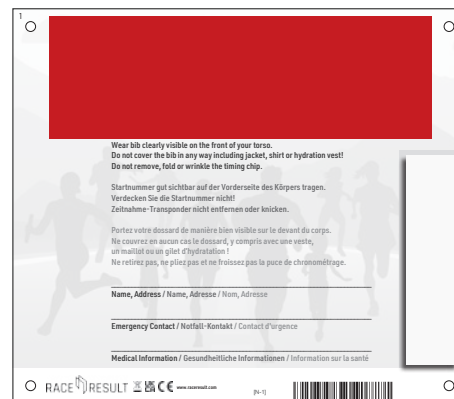 1
Wear bib clearly visible on the front of your torso.
Do not cover the bib in any way including jacket, shirt or hydration vest!
Do not remove, fold or wrinkle the timing chip.
Startnummer gut sichtbar auf der Vorderseite des Körpers tragen.
Verdecken Sie die Startnummer nicht!
Zeitnahme-Transponder nicht entfernen oder knicken.
Portez votre dossard de manière bien visible sur le devant du corps.
Ne couvrez en aucun cas le dossard, y compris avec une veste,
un maillot ou un gilet d'hydratation !
Ne retirez pas, ne pliez pas et ne froissez pas la puce de chronométrage.
Name, Address / Name, Adresse / Nom, Adresse
Emergency Contact / Notfall-Kontakt / Contact d'urgence
Medical Information / Gesundheitliche Informationen / Information sur la santé
RACE RESULT CE www.raceresult.com [N-1]